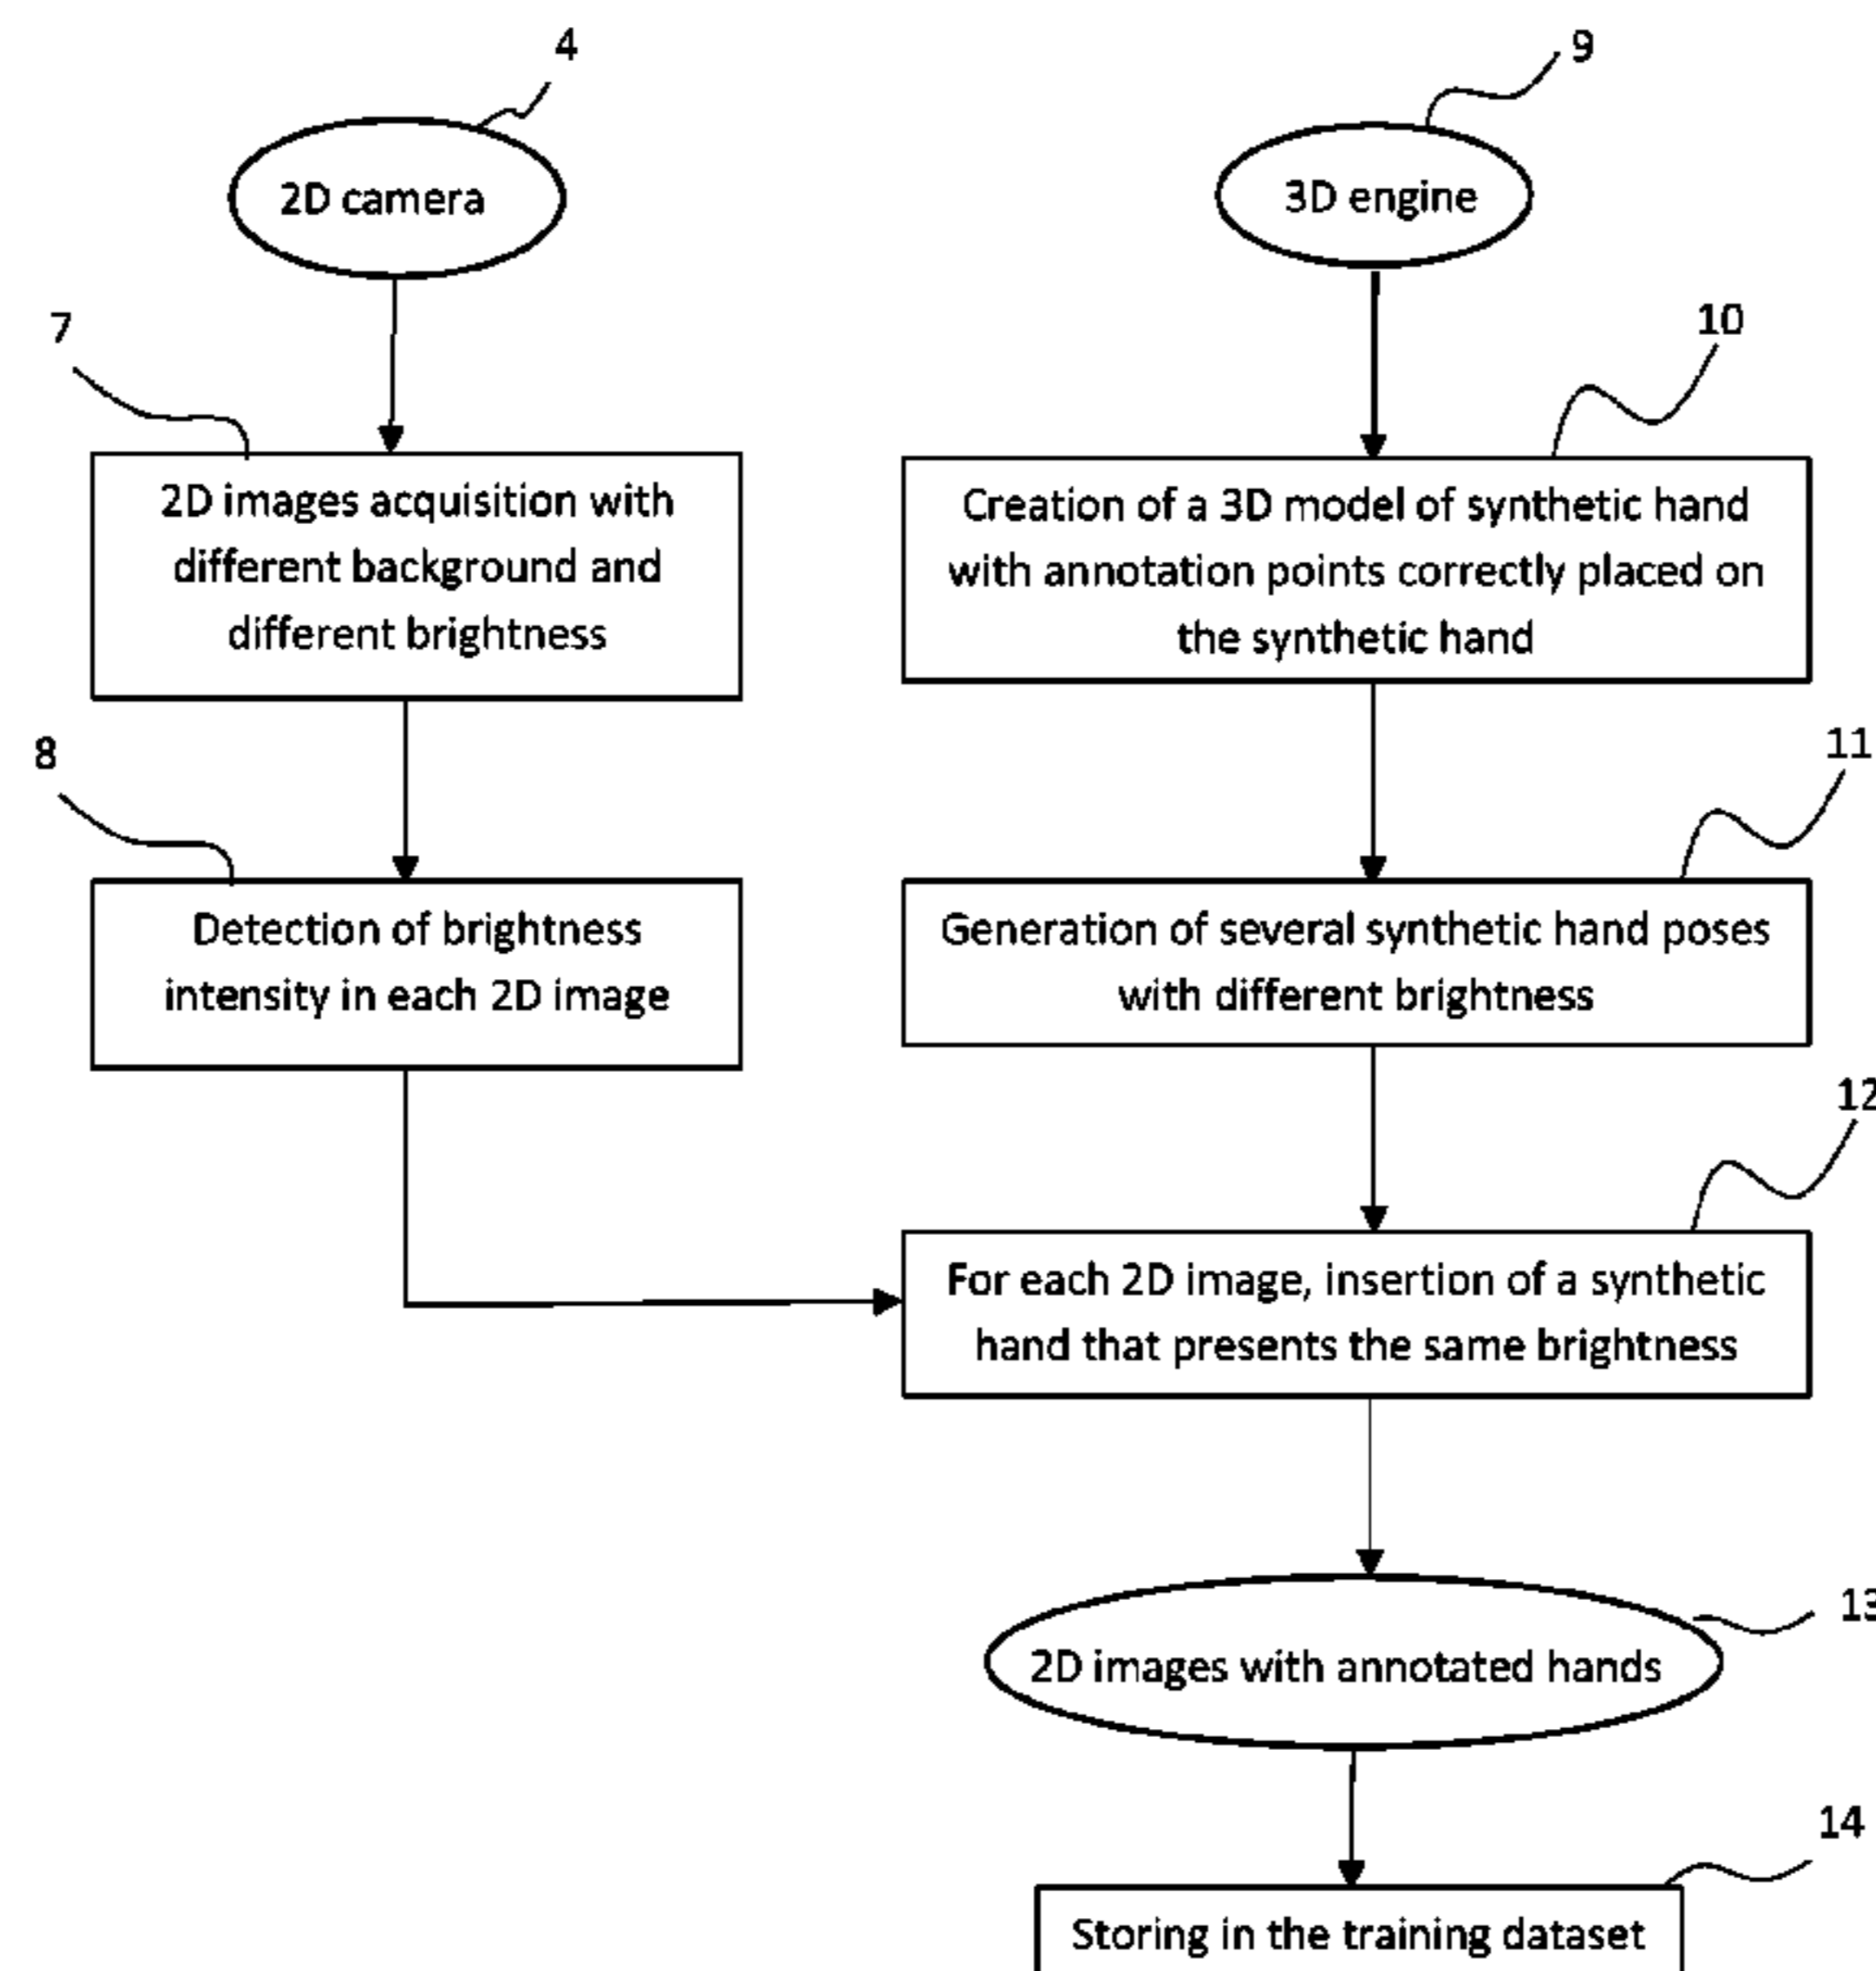 4
2D camera
7
2D images acquisition with
different background and
different brightness
8
Detection of brightness
intensity in each 2D image
9
3D engine
10
Creation of a 3D model of synthetic hand
with annotation points correctly placed on
the synthetic hand
11
Generation of several synthetic hand poses
with different brightness
12
For each 2D image, insertion of a synthetic
hand that presents the same brightness
13
2D images with annotated hands
14
Storing in the training dataset